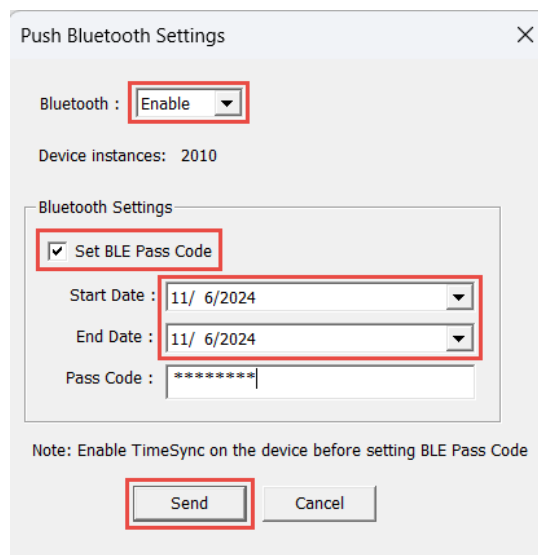 Push Bluetooth Settings
Bluetooth : Enable
Device instances: 2010
Bluetooth Settings
Set BLE Pass Code
Start Date : 11/ 6/2024
End Date : 11/ 6/2024
Pass Code : ********
Note: Enable TimeSync on the device before setting BLE Pass Code
Send Cancel